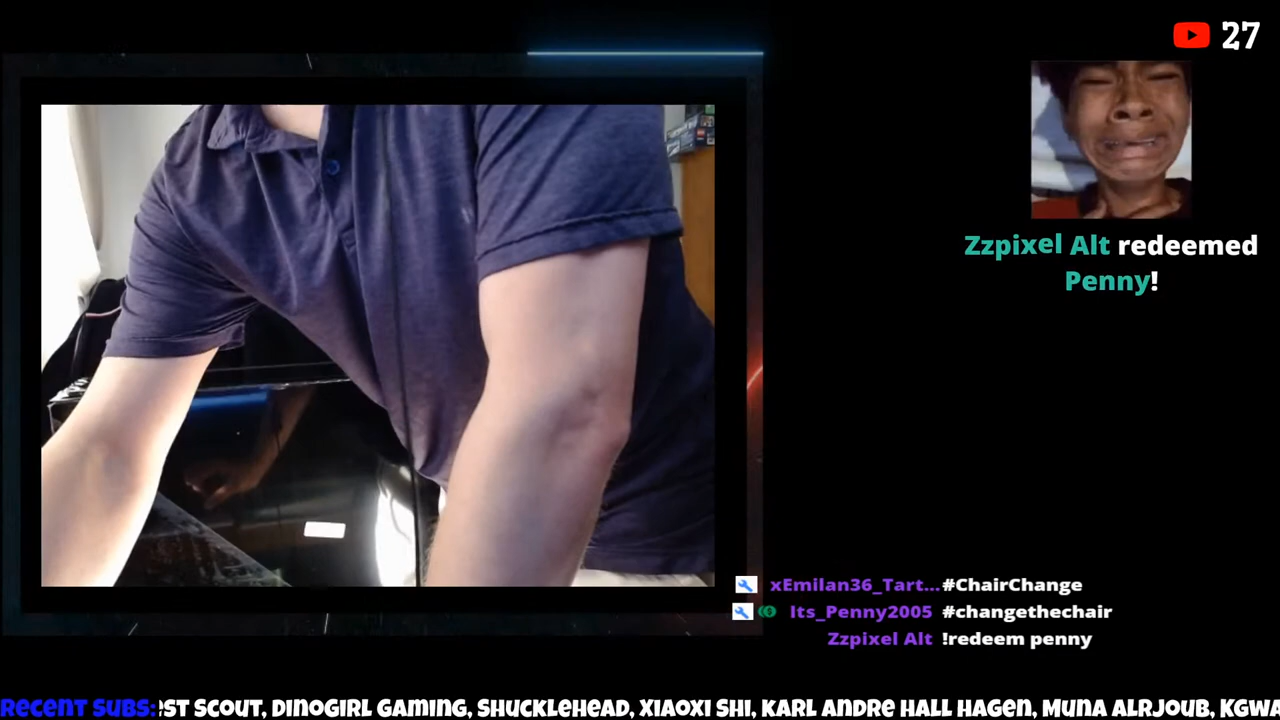 27
Zzpixel Alt redeemed
Penny!
xEmilan36_Tart... #ChairChange
Its_Penny2005 #changethechair
Zzpixel Alt !redeem penny
Recent Subs: ST SCOUT, DINOGIRL GAMING, SHUCKLEHEAD, XIAOXI SHI, KARL ANDRE HALL HAGEN, MUNA ALRJOUB, KGWA